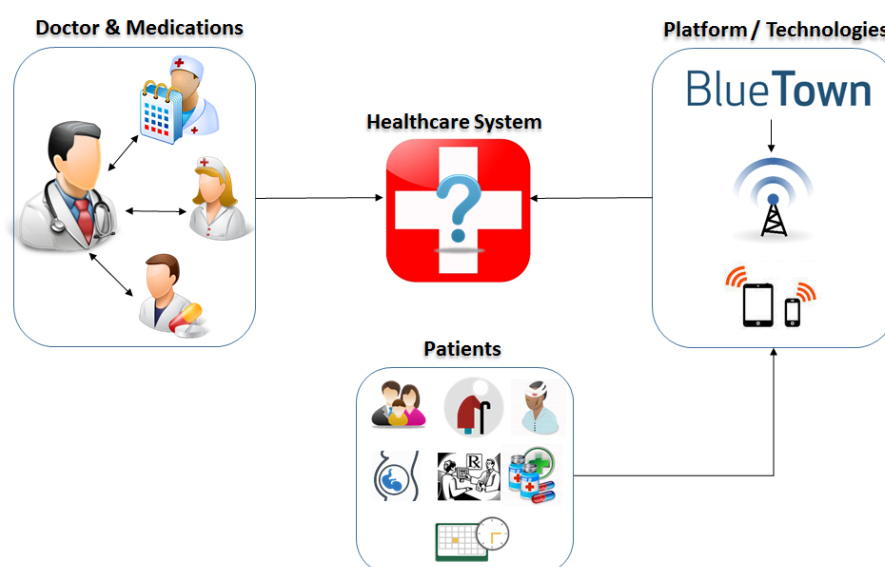 Doctor & Medications
Platform / Technologies
BlueTown
Healthcare System
?
Patients
R